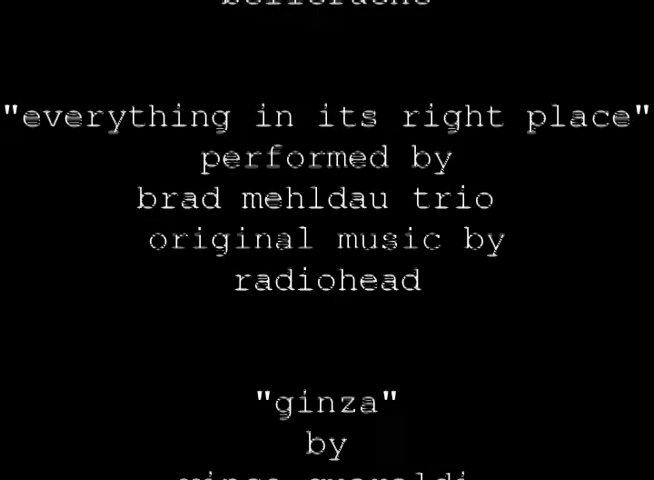 "everything in its right place"
performed by
brad mehldau trio
original music by
radiohead
"ginza"
by